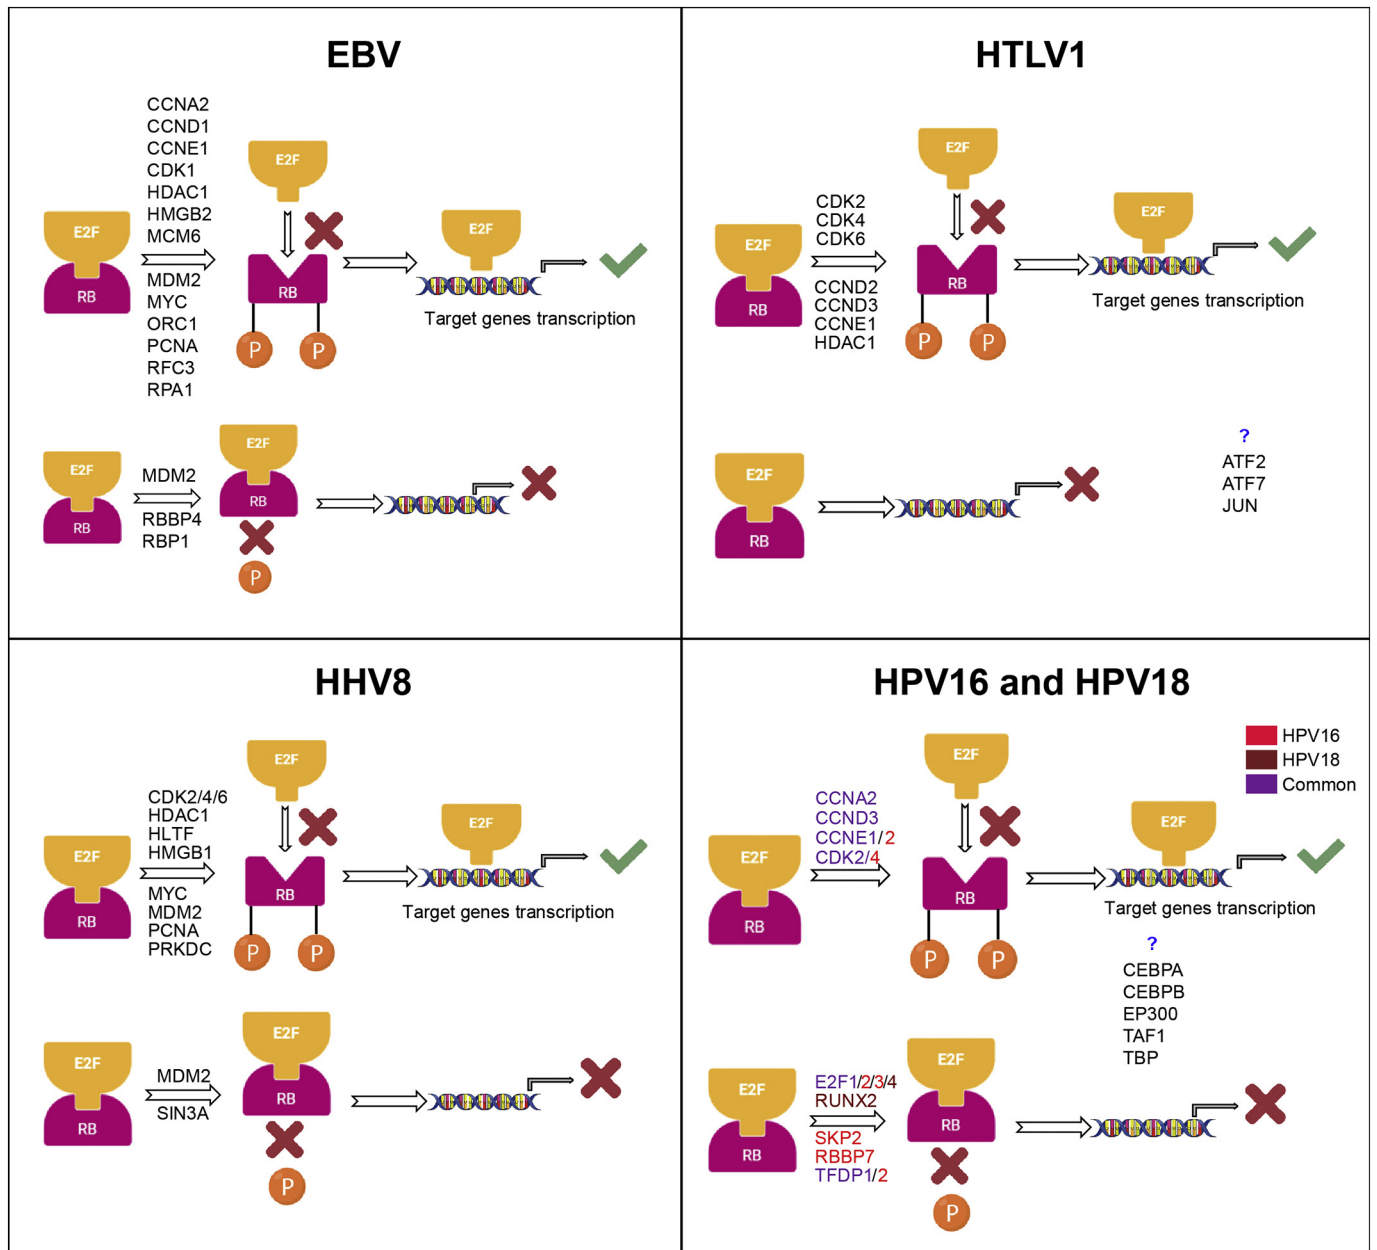 EBV
CCNA2
CCND1
CCNE1
CDK1
HDAC1
HMGB2
MCM6
MDM2
MYC
ORC1
PCNA
RFC3
RPA1
E2F
RB
E2F
RB
P
P
E2F
Target genes transcription
E2F
RB
MDM2
RBBP4
RBP1
E2F
RB
P
HTLV1
E2F
RB
CDK2
CDK4
CDK6
CCND2
CCND3
CCNE1
HDAC1
E2F
RB
P
P
E2F
Target genes transcription
E2F
RB
?
ATF2
ATF7
JUN
HHV8
E2F
RB
CDK2/4/6
HDAC1
HLTF
HMGB1
MYC
MDM2
PCNA
PRKDC
E2F
RB
P
P
E2F
Target genes transcription
E2F
RB
MDM2
SIN3A
E2F
RB
P
HPV16 and HPV18
HPV16
HPV18
Common
E2F
RB
CCNA2
CCND3
CCNE1/2
CDK2/4
E2F
RB
P
P
E2F
Target genes transcription
?
CEBPA
CEBPB
EP300
TAF1
TBP
E2F
RB
E2F1/2/3/4
RUNX2
SKP2
RBBP7
TFDP1/2
E2F
RB
P